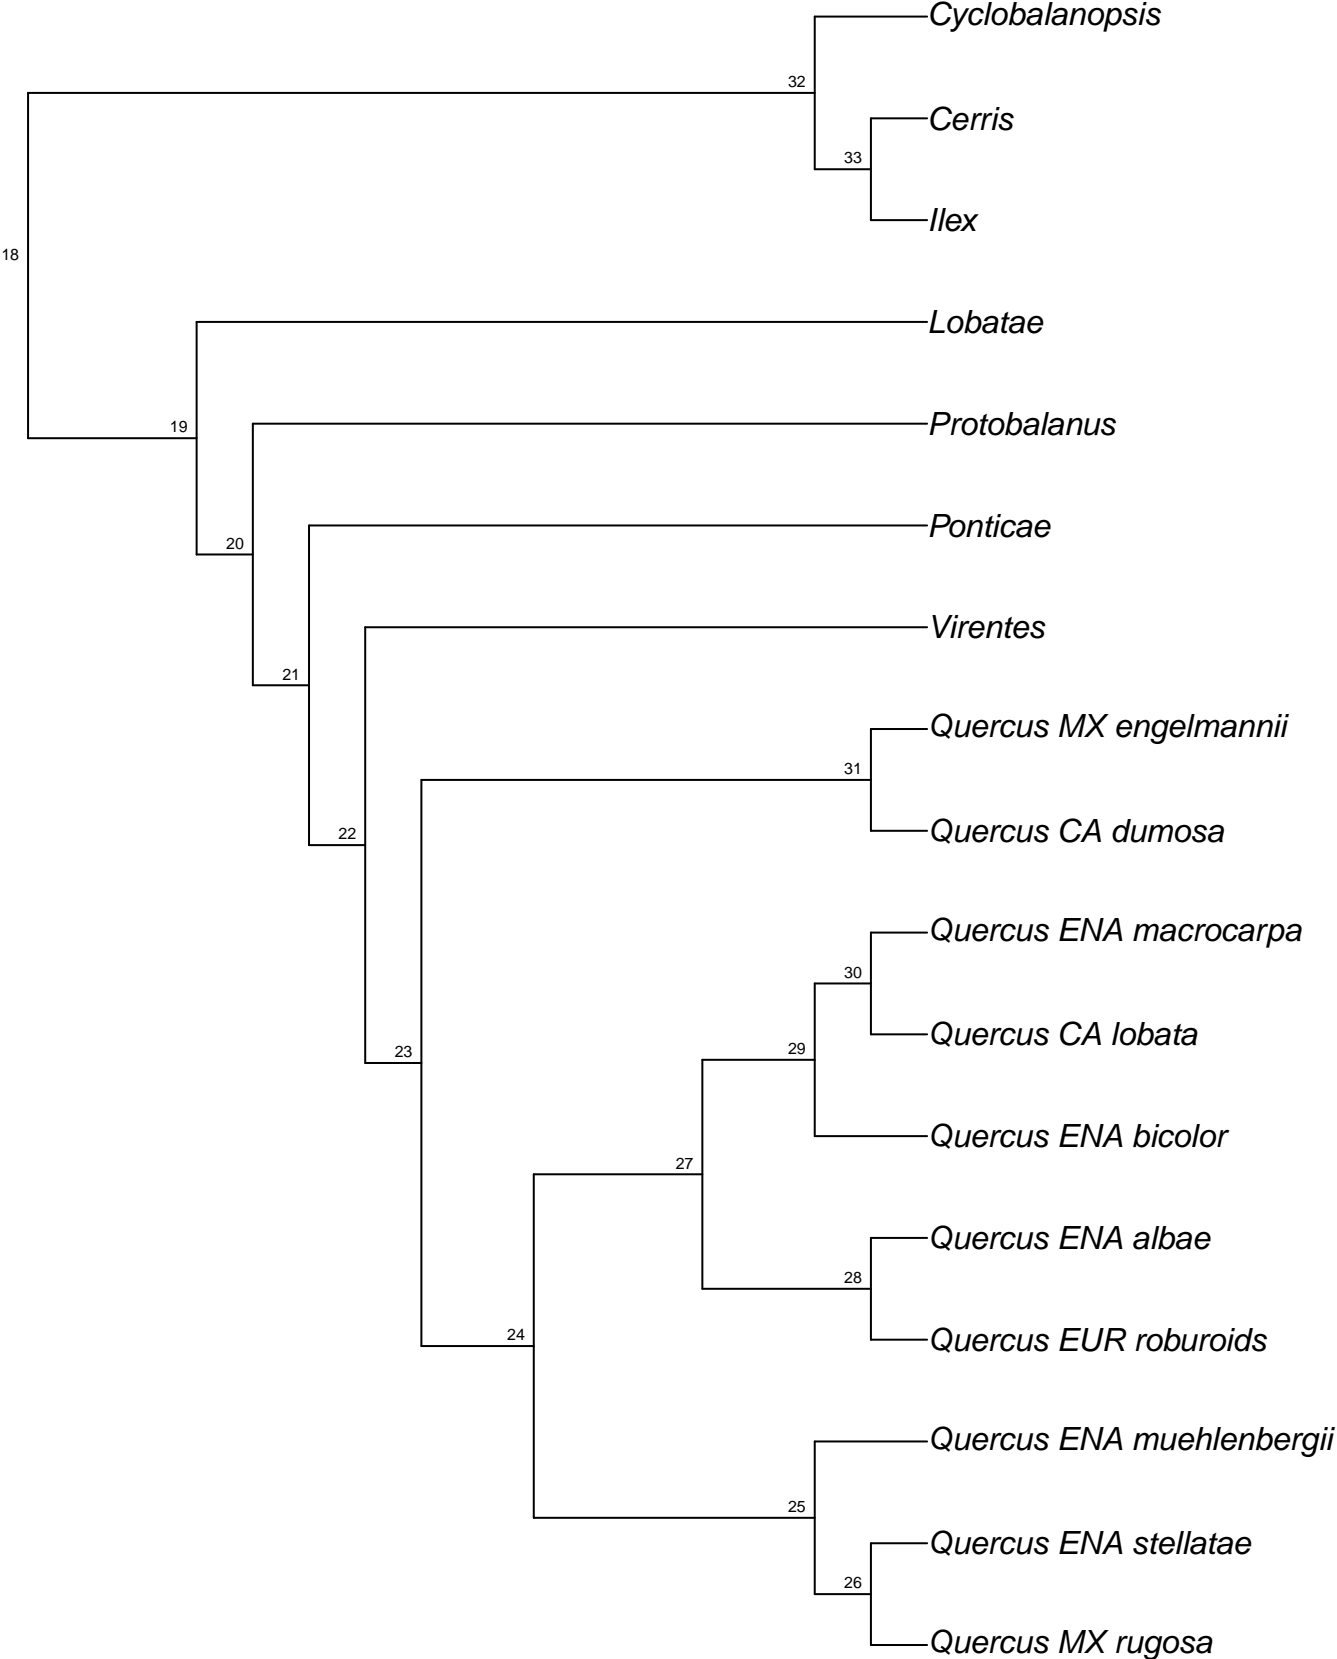 Cyclobalanopsis
32
Cerris
33
Ilex
18
Lobatae
19
Protobalanus
20
Ponticae
21
Virentes
22
Quercus MX engelmannii
31
Quercus CA dumosa
23
Quercus ENA macrocarpa
30
Quercus CA lobata
29
Quercus ENA bicolor
27
Quercus ENA albae
28
Quercus EUR roburoids
24
Quercus ENA muehlenbergii
25
Quercus ENA stellatae
26
Quercus MX rugosa